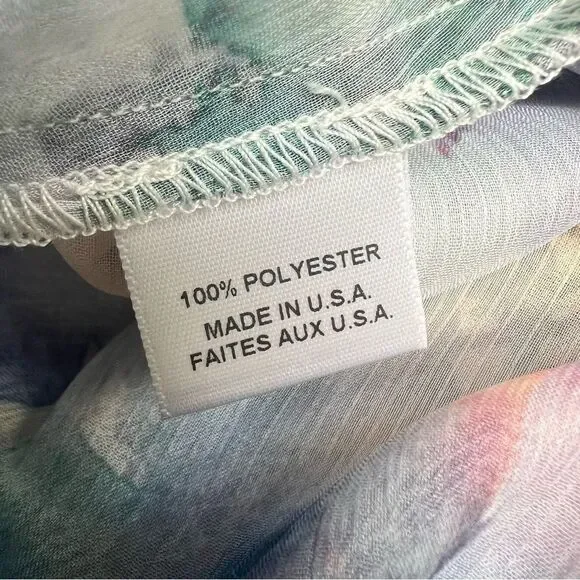 100% POLYESTER
MADE IN U.S.A.
FAITES AUX U.S.A.